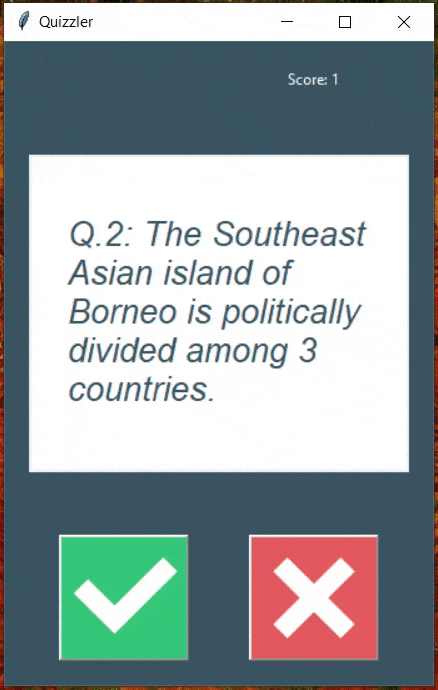 Quizzler
Score: 1
Q.2: The Southeast
Asian island of
Borneo is politically
divided among 3
countries.